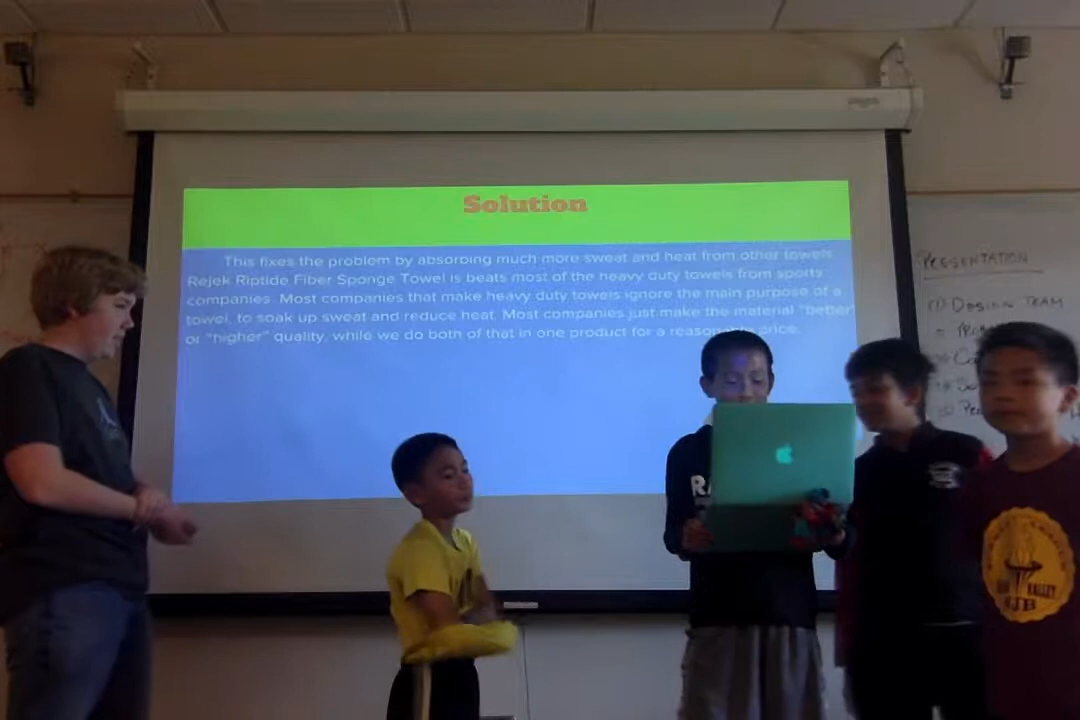 Solution
This fixes the problem by absorbing much more sweat and heat from other towels.
Rejek Riptide Fiber Sponge Towel is beats most of the heavy duty towels from sports
companies. Most companies that make heavy duty towels ignore the main purpose of a
towel, to soak up sweat and reduce heat. Most companies just make the material "better"
or "higher" quality, while we do both of that in one product for a reasonable price.
PRESENTATION
DESIGN TEAM
VALLEY